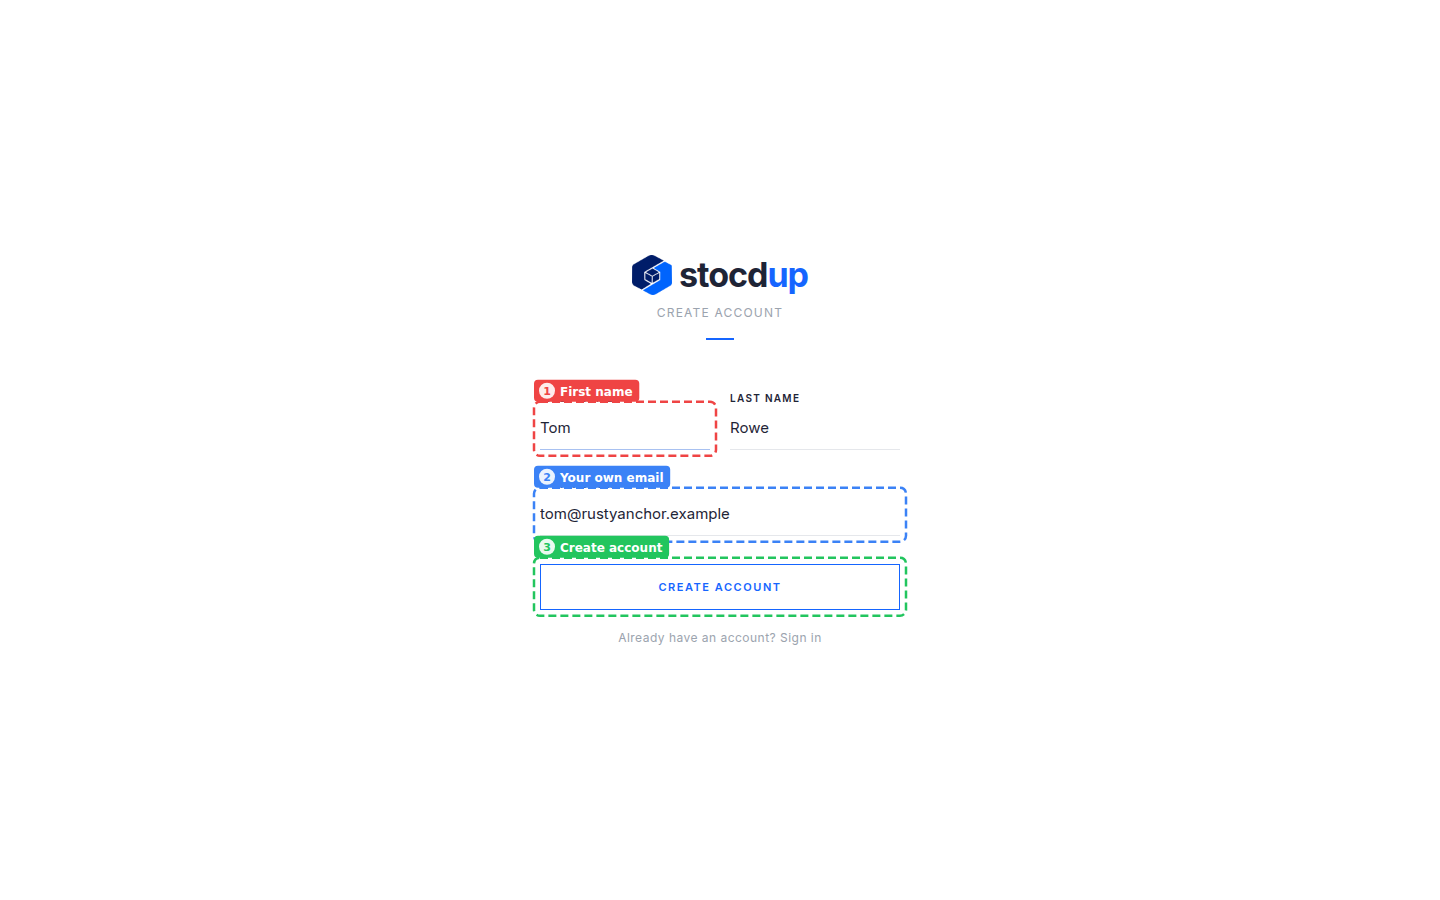 stocdup
CREATE ACCOUNT
1 First name
LAST NAME
Tom
Rowe
2 Your own email
tom@rustyanchor.example
3 Create account
CREATE ACCOUNT
Already have an account? Sign in